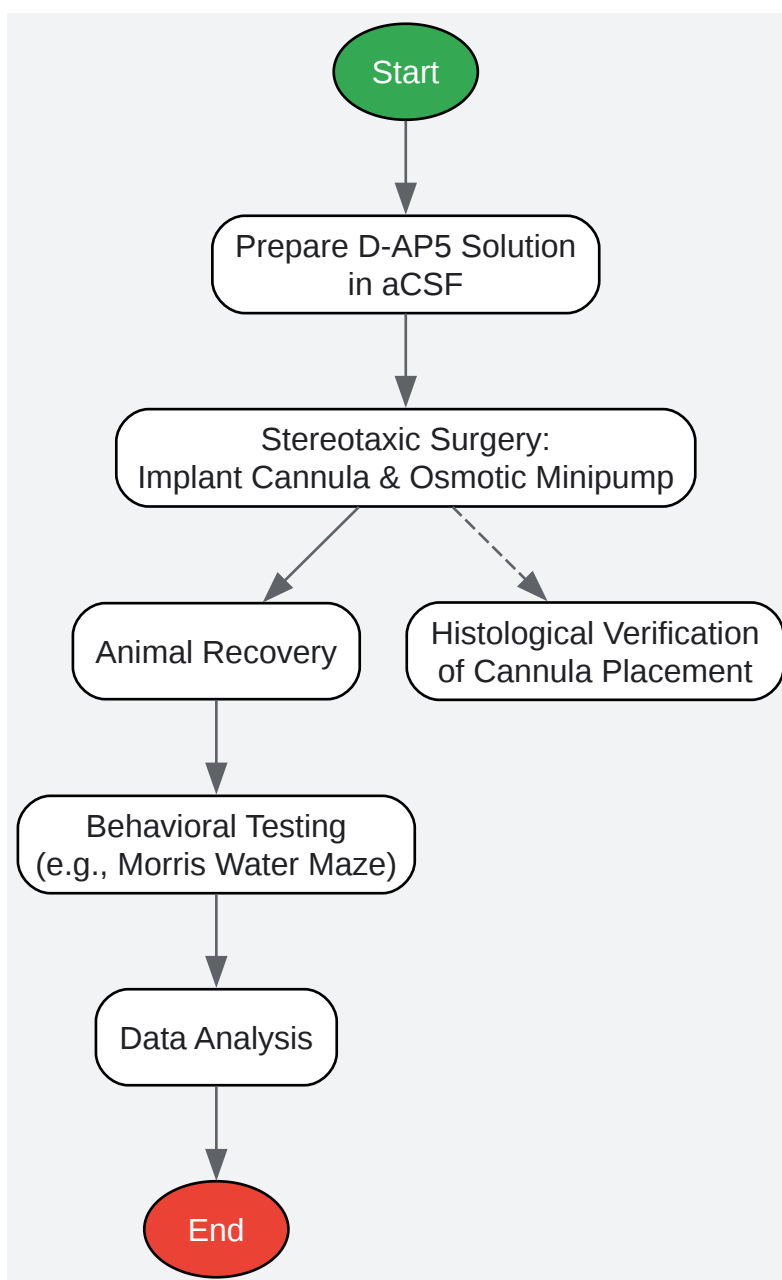 Start
Prepare D-AP5 Solution
in aCSF
Stereotaxic Surgery:
Implant Cannula & Osmotic Minipump
Animal Recovery
Histological Verification
of Cannula Placement
Behavioral Testing
(e.g., Morris Water Maze)
Data Analysis
End